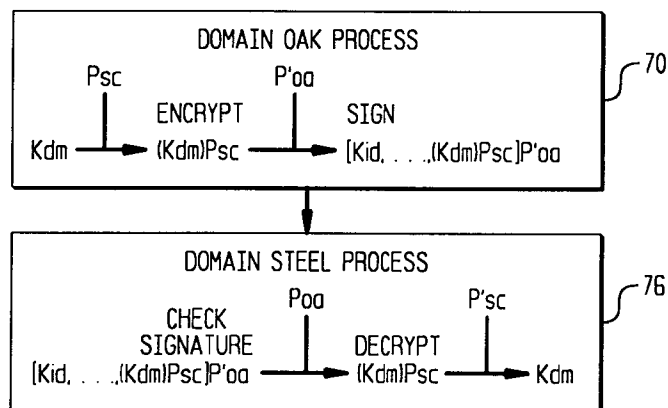 DOMAIN OAK PROCESS
70
Psc
P'oa
ENCRYPT
SIGN
Kdm
(Kdm)Psc
[Kid, . . .,(Kdm)Psc]P'oa
DOMAIN STEEL PROCESS
76
Poa
P'sc
CHECK
SIGNATURE
DECRYPT
[Kid, . . .,(Kdm)Psc]P'oa
(Kdm)Psc
Kdm